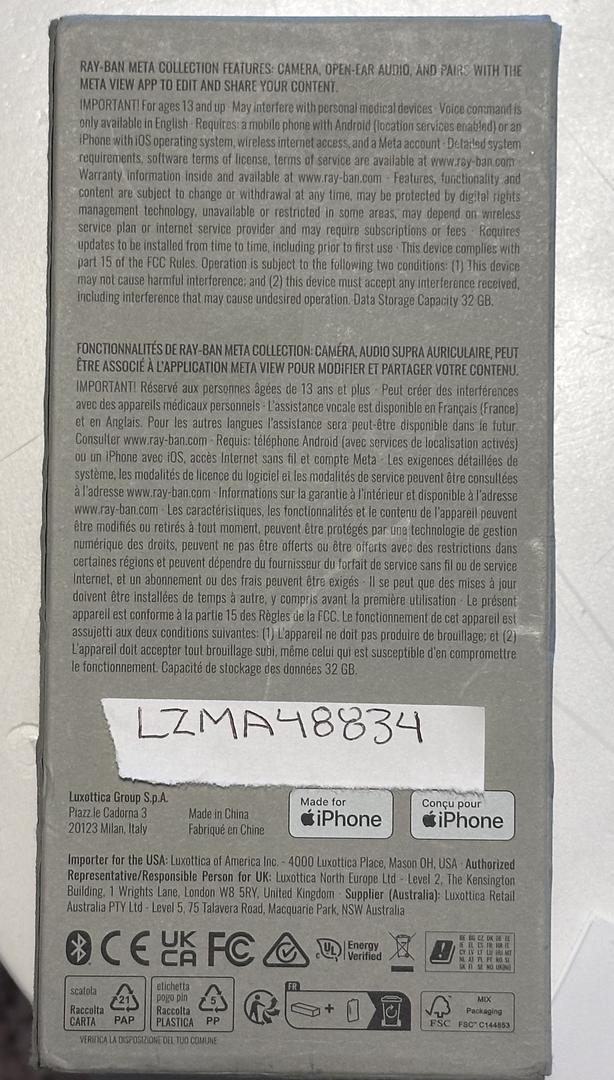 RAY-BAN META COLLECTION FEATURES: CAMERA, OPEN-EAR AUDIO, AND PAIRS WITH THE
META VIEW APP TO EDIT AND SHARE YOUR CONTENT.
IMPORTANT! For ages 13 and up · May interfere with personal medical devices · Voice command is
only available in English · Requires: a mobile phone with Android (location services enabled) or an
iPhone with iOS operating system, wireless internet access, and a Meta account · Detailed system
requirements, software terms of license, terms of service are available at www.ray-ban.com ·
Warranty information inside and available at www.ray-ban.com · Features, functionality and
content are subject to change or withdrawal at any time, may be protected by digital rights
management technology, unavailable or restricted in some areas, may depend on wireless
service plan or internet service provider and may require subscriptions or fees · Requires
updates to be installed from time to time, including prior to first use · This device complies with
part 15 of the FCC Rules. Operation is subject to the following two conditions: (1) This device
may not cause harmful interference; and (2) this device must accept any interference received,
including interference that may cause undesired operation. Data Storage Capacity 32 GB.
FONCTIONNALITÉS DE RAY-BAN META COLLECTION: CAMÉRA, AUDIO SUPRA AURICULAIRE, PEUT
ÊTRE ASSOCIÉ À L'APPLICATION META VIEW POUR MODIFIER ET PARTAGER VOTRE CONTENU.
IMPORTANT! Réservé aux personnes âgées de 13 ans et plus · Peut créer des interférences
avec des appareils médicaux personnels · L'assistance vocale est disponible en Français (France)
et en Anglais. Pour les autres langues l'assistance sera peut-être disponible dans le futur.
Consulter www.ray-ban.com · Requis: téléphone Android (avec services de localisation activés)
ou un iPhone avec iOS, accès Internet sans fil et compte Meta · Les exigences détaillées de
système, les modalités de licence du logiciel et les modalités de service peuvent être consultées
à l'adresse www.ray-ban.com · Informations sur la garantie à l'intérieur et disponible à l'adresse
www.ray-ban.com · Les caractéristiques, les fonctionnalités et le contenu de l'appareil peuvent
être modifiés ou retirés à tout moment, peuvent être protégés par une technologie de gestion
numérique des droits, peuvent ne pas être offerts ou être offerts avec des restrictions dans
certaines régions et peuvent dépendre du fournisseur du forfait de service sans fil ou de service
Internet, et un abonnement ou des frais peuvent être exigés · Il se peut que des mises à jour
doivent être installées de temps à autre, y compris avant la première utilisation · Le présent
appareil est conforme à la partie 15 des Règles de la FCC. Le fonctionnement de cet appareil est
assujetti aux deux conditions suivantes: (1) L'appareil ne doit pas produire de brouillage; et (2)
L'appareil doit accepter tout brouillage subi, même celui qui est susceptible d'en compromettre
le fonctionnement. Capacité de stockage des données 32 GB.
LZMA48834
Luxottica Group S.p.A.
Piazz.le Cadorna 3
20123 Milan, Italy
Made in China
Fabriqué en Chine
Made for
iPhone
Conçu pour
iPhone
Importer for the USA: Luxottica of America Inc. - 4000 Luxottica Place, Mason OH, USA · Authorized
Representative/Responsible Person for UK: Luxottica North Europe Ltd - Level 2, The Kensington
Building, 1 Wrights Lane, London W8 5RY, United Kingdom · Supplier (Australia): Luxottica Retail
Australia PTY Ltd - Level 5, 75 Talavera Road, Macquarie Park, NSW Australia
CE UK CA FC
c UL Energy
Verified
scatola
Raccolta
CARTA
21
PAP
etichetta
pogo pin
Raccolta
PLASTICA
5
PP
FR
+
FSC
MIX
Packaging
FSC® C144853
VERIFICA LA DISPOSIZIONE DEL TUO COMUNE